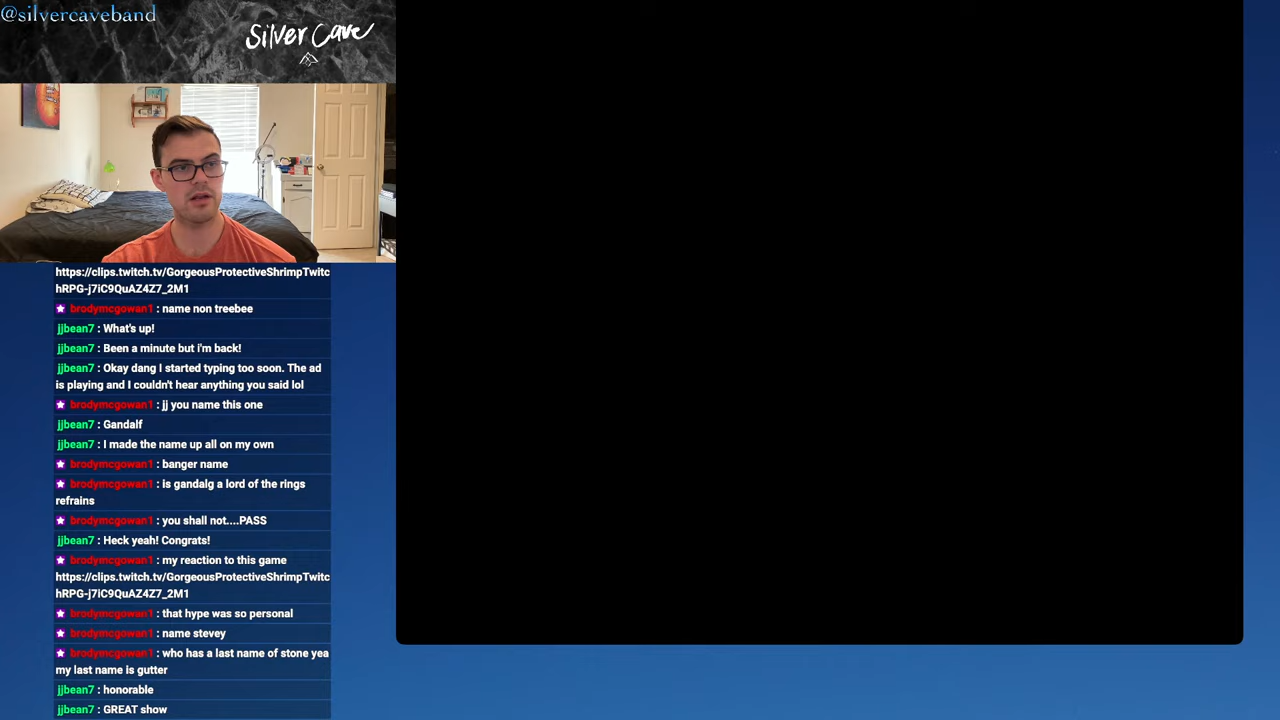 @silvercaveband
Silver Cave
https://clips.twitch.tv/GorgeousProtectiveShrimpTwitc
hRPG-j7iC9QuAZ4Z7_2M1
brodymcgowan1 : name non treebee
jjbean7 : What's up!
jjbean7 : Been a minute but i'm back!
jjbean7 : Okay dang I started typing too soon. The ad
is playing and I couldn't hear anything you said lol
brodymcgowan1 : jj you name this one
jjbean7 : Gandalf
jjbean7 : I made the name up all on my own
brodymcgowan1 : banger name
brodymcgowan1 : is gandalg a lord of the rings
refrains
brodymcgowan1 : you shall not....PASS
jjbean7 : Heck yeah! Congrats!
brodymcgowan1 : my reaction to this game
https://clips.twitch.tv/GorgeousProtectiveShrimpTwitc
hRPG-j7iC9QuAZ4Z7_2M1
brodymcgowan1 : that hype was so personal
brodymcgowan1 : name stevey
brodymcgowan1 : who has a last name of stone yea
my last name is gutter
jjbean7 : honorable
jjbean7 : GREAT show